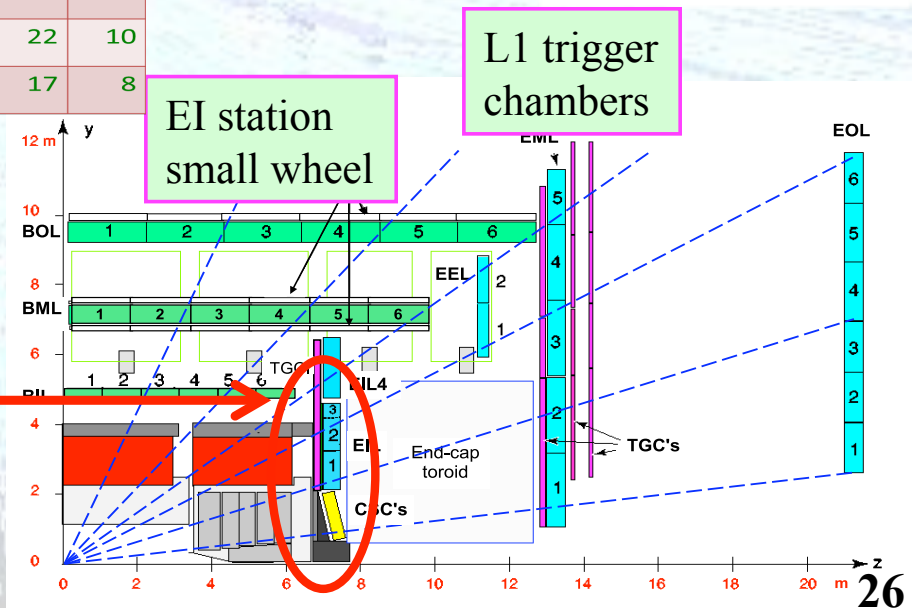 22 10
17 8
L1 trigger
chambers
EI station
small wheel
12 m
y
EML
EOL
10
BOL
1 2 3 4 5 6
8
EEL
2
1
BML
1 2 3 4 5 6
6
TGC
1 2 3 4 5 6
EIL4
4
3
2
1
End-cap
toroid
TGC's
2
CSC's
0
5
4
3
2
1
6
5
4
3
2
1
0 2 4 6 8 10 12 14 16 18 20 m
z
26